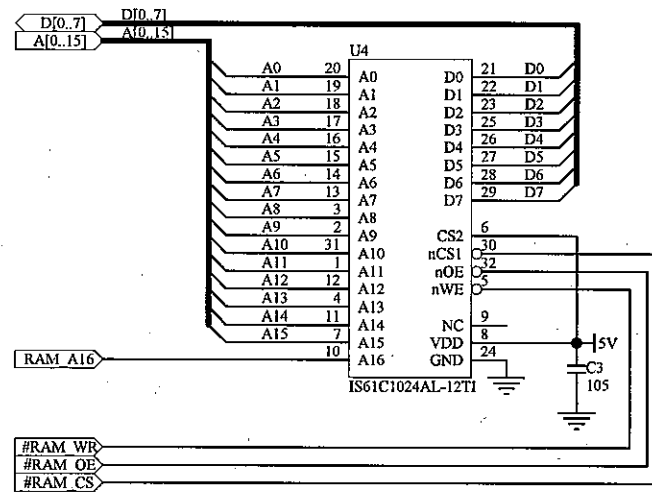 D[0..7] D[0..7]
A[0..15] A[0..15]
U4
A0 20 A0 D0 21 D0
A1 19 A1 D1 22 D1
A2 18 A2 D2 23 D2
A3 17 A3 D3 25 D3
A4 16 A4 D4 26 D4
A5 15 A5 D5 27 D5
A6 14 A6 D6 28 D6
A7 13 A7 D7 29 D7
A8 3 A8
A9 2 A9 CS2 6
A10 31 A10 nCS1 30
A11 1 A11 nOE 32
A12 12 A12 nWE 5
A13 4 A13
A14 11 A14 NC 9
A15 7 A15 VDD 8 5V
RAM_A16 10 A16 GND 24 C3
IS61C1024AL-12TI 105
#RAM_WR
#RAM_OE
#RAM_CS